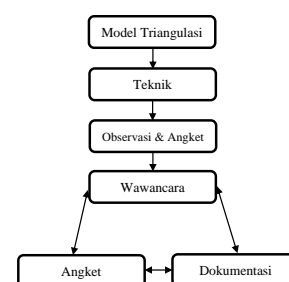 Model Triangulasi
Teknik
Observasi & Angket
Wawancara
Angket
Dokumentasi